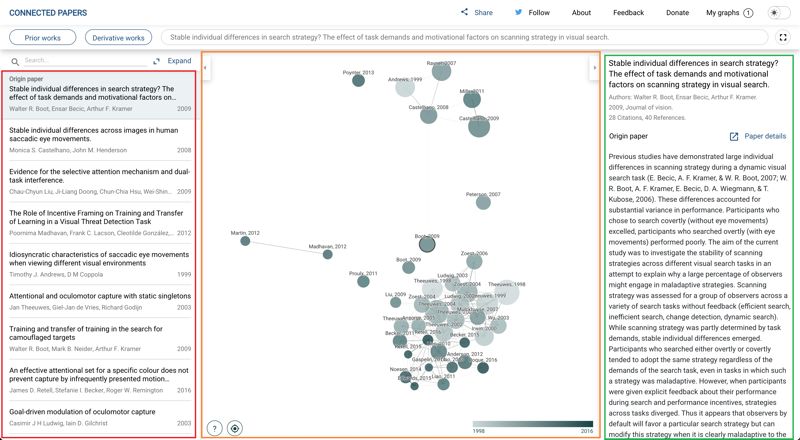 CONNECTED PAPERS
Share
Follow
About
Feedback
Donate
My graphs 1
Prior works
Derivative works
Stable individual differences in search strategy? The effect of task demands and motivational factors on scanning strategy in visual search.
Search...
Expand
Origin paper
Stable individual differences in search strategy? The
effect of task demands and motivational factors on…
Walter R. Boot, Ensar Becic, Arthur F. Kramer 2009
Stable individual differences across images in human
saccadic eye movements.
Monica S. Castelhano, John M. Henderson 2008
Evidence for the selective attention mechanism and dual-
task interference.
Chau-Chyun Liu, Ji-Liang Doong, Chun-Chia Hsu, Wei-Shin… 2009
The Role of Incentive Framing on Training and Transfer
of Learning in a Visual Threat Detection Task
Poornima Madhavan, Frank C. Lacson, Cleotilde González,… 2012
Idiosyncratic characteristics of saccadic eye movements
when viewing different visual environments
Timothy J. Andrews, D M Coppola 1999
Attentional and oculomotor capture with static singletons
Jan Theeuwes, Giel-Jan de Vries, Richard Godijn 2003
Training and transfer of training in the search for
camouflaged targets
Walter R. Boot, Mark B. Neider, Arthur F. Kramer 2009
An effective attentional set for a specific colour does not
prevent capture by infrequently presented motion…
James D. Retell, Stefanie I. Becker, Roger W. Remington 2016
Goal-driven modulation of oculomotor capture
Casimir J H Ludwig, Iain D. Gilchrist 2003
Rayner, 2007
Poynter, 2013
Andrews, 1999
Miller, 2011
Castelhano, 2008
Castelhano, 2009
Peterson, 2007
Martin, 2012
Boot, 2009
Madhavan, 2012
Zoest, 2006
Boot, 2009
Proulx, 2011
Ludwig, 2003
Theeuwes, 1998
Liu, 2009
Wu, 2003
Irwin, 2000
Becker, 2015
Anderson, 2012
Noesen, 2014
1998
2016
?
Stable individual differences in search strategy?
The effect of task demands and motivational
factors on scanning strategy in visual search.
Authors: Walter R. Boot, Ensar Becic, Arthur F. Kramer.
2009, Journal of vision.
28 Citations, 40 References.
Origin paper
Paper details
Previous studies have demonstrated large individual
differences in scanning strategy during a dynamic visual
search task (E. Becic, A. F. Kramer, & W. R. Boot, 2007; W.
R. Boot, A. F. Kramer, E. Becic, D. A. Wiegmann, & T.
Kubose, 2006). These differences accounted for
substantial variance in performance. Participants who
chose to search covertly (without eye movements)
excelled, participants who searched overtly (with eye
movements) performed poorly. The aim of the current
study was to investigate the stability of scanning
strategies across different visual search tasks in an
attempt to explain why a large percentage of observers
might engage in maladaptive strategies. Scanning
strategy was assessed for a group of observers across a
variety of search tasks without feedback (efficient search,
inefficient search, change detection, dynamic search).
While scanning strategy was partly determined by task
demands, stable individual differences emerged.
Participants who searched either overtly or covertly
tended to adopt the same strategy regardless of the
demands of the search task, even in tasks in which such
a strategy was maladaptive. However, when participants
were given explicit feedback about their performance
during search and performance incentives, strategies
across tasks diverged. Thus it appears that observers by
default will favor a particular search strategy but can
modify this strategy when it is clearly maladaptive to the